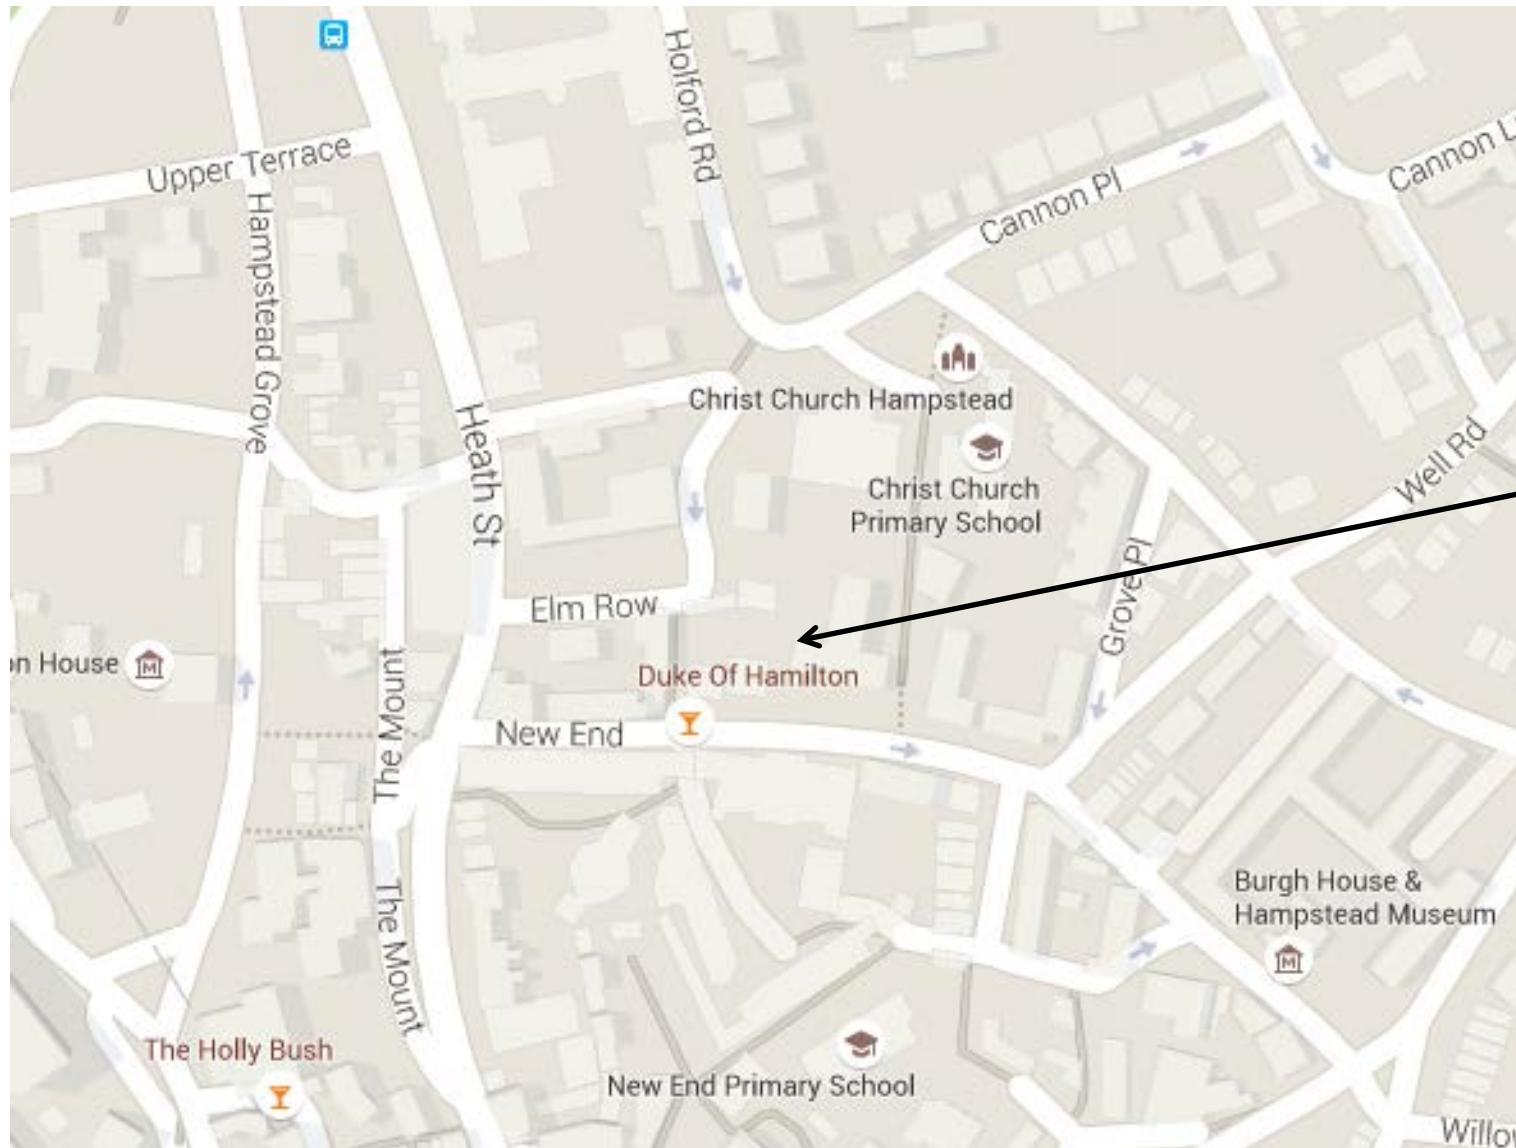 Holford Rd
Upper Terrace
Cannon Pl
Cannon L
Hampstead Grove
Christ Church Hampstead
Heath St
Well Rd
Christ Church
Primary School
Grove Pl
Elm Row
on House
Duke Of Hamilton
The Mount
New End
Burgh House &
Hampstead Museum
The Mount
The Holly Bush
New End Primary School
Willo